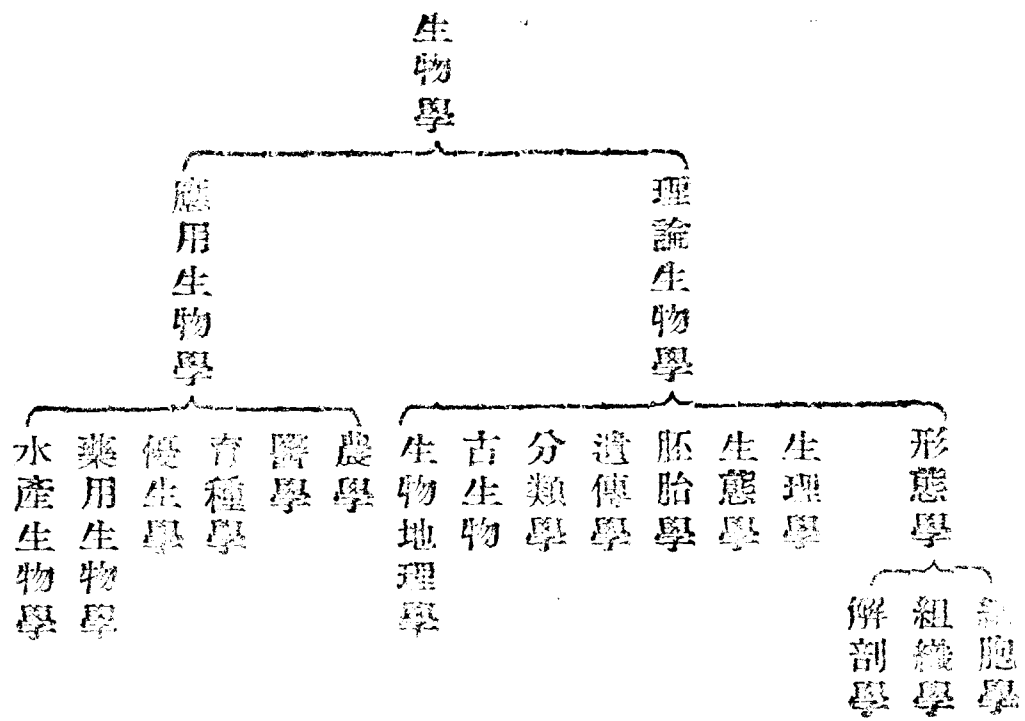 生物學
理論生物學
應用生物學
形態學
生理學
生態學
胚胎學
遺傳學
分類學
古生物
生物地理學
農學
醫學
育種學
優生學
藥用生物學
水產生物學
細胞學
組織學
解剖學